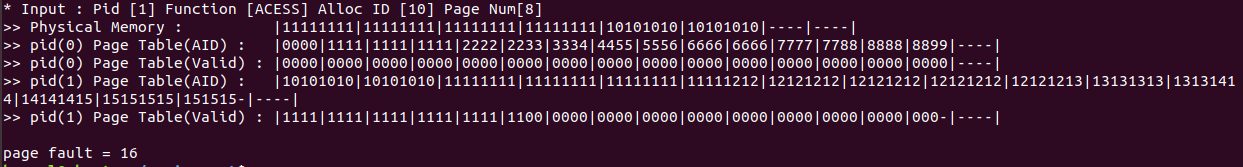 * Input : Pid [1] Function [ACESS] Alloc ID [10] Page Num[8]
>> Physical Memory :          |11111111|11111111|11111111|11111111|10101010|10101010|----|----|
>> pid(0) Page Table(AID) :   |0000|1111|1111|1111|2222|2233|3334|4455|5556|6666|6666|7777|7788|8888|8899|----|
>> pid(0) Page Table(Valid) : |0000|0000|0000|0000|0000|0000|0000|0000|0000|0000|0000|0000|0000|0000|0000|----|
>> pid(1) Page Table(AID) :   |10101010|10101010|11111111|11111111|11111111|11111212|12121212|12121212|12121212|12121213|13131313|1313141
4|14141415|15151515|151515-|----|
>> pid(1) Page Table(Valid) : |1111|1111|1111|1111|1111|1100|0000|0000|0000|0000|0000|0000|0000|0000|000-|----|
page fault = 16